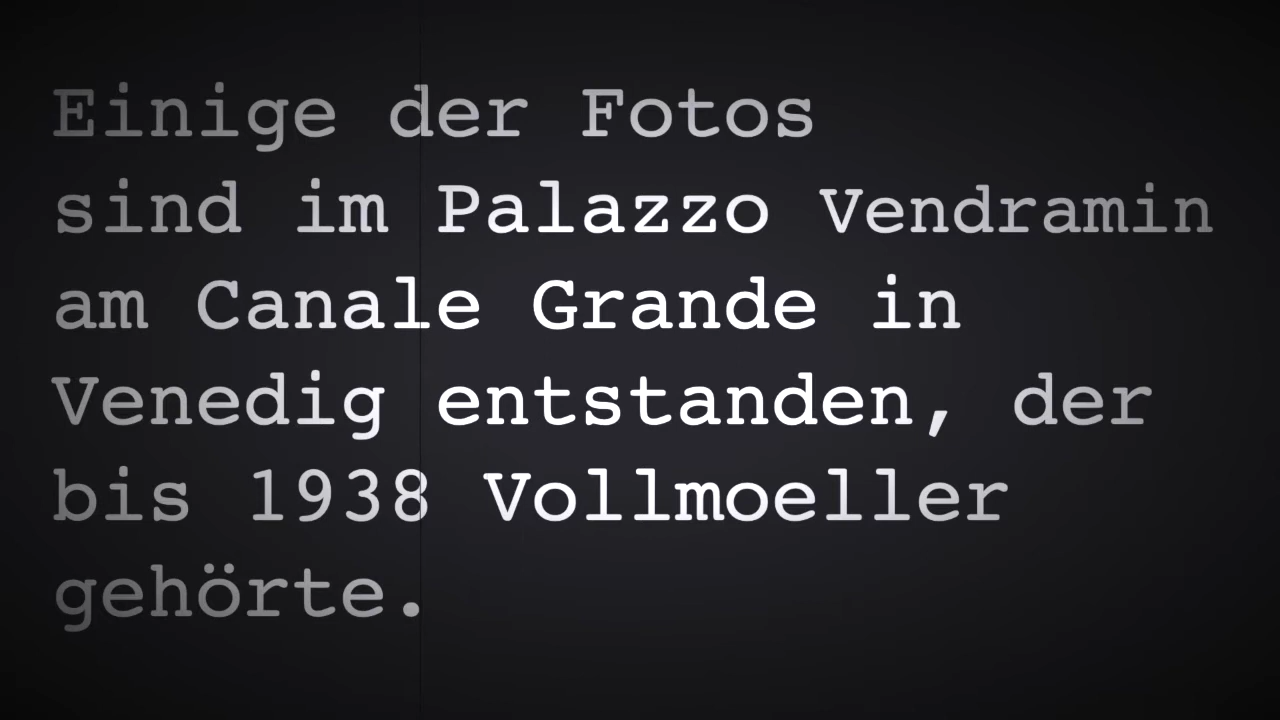 Einige der Fotos
sind im Palazzo Vendramin
am Canale Grande in
Venedig entstanden, der
bis 1938 Vollmoeller
gehörte.